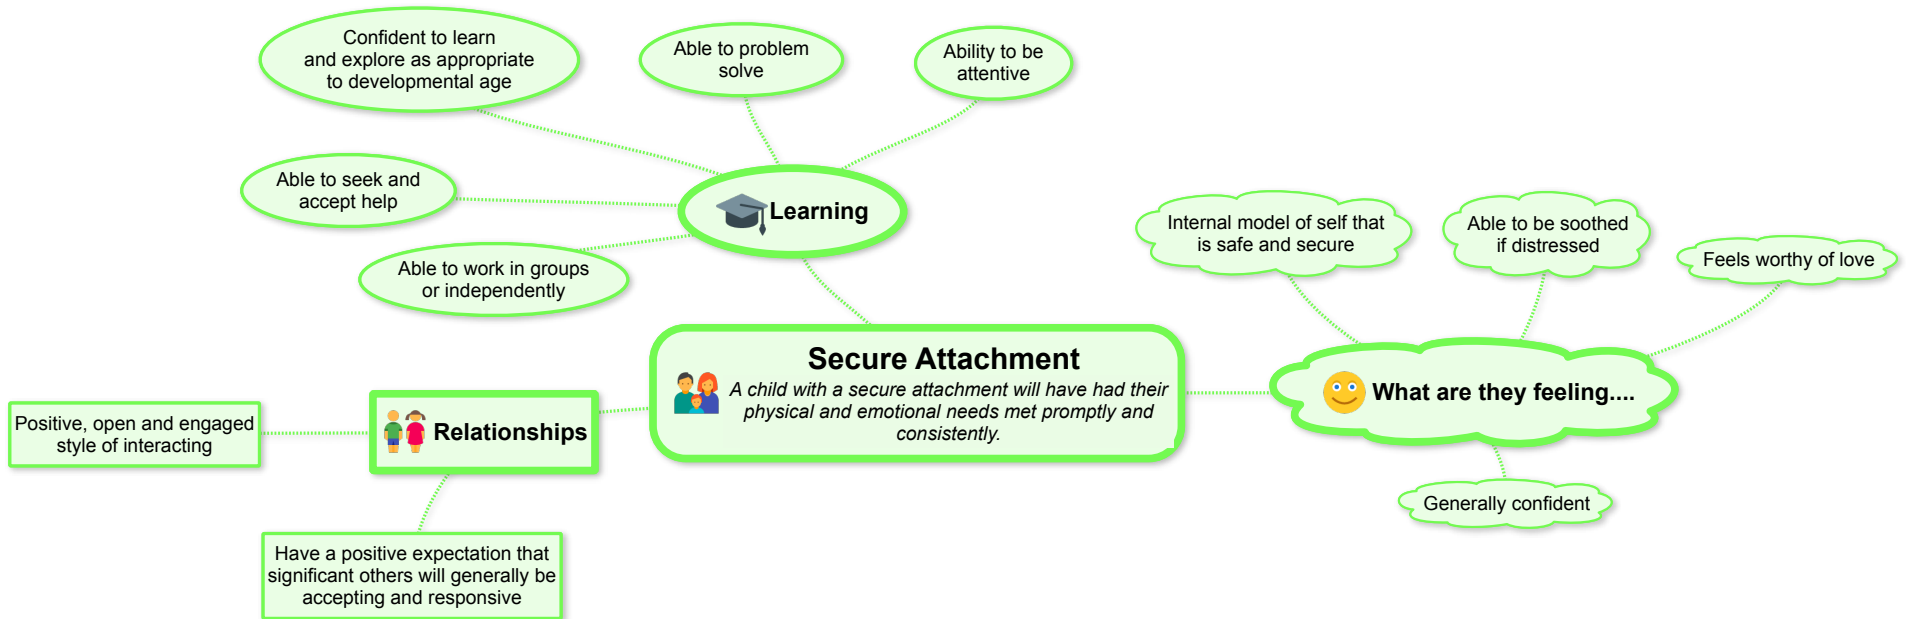 Confident to learn
and explore as appropriate
to developmental age
Able to problem
solve
Ability to be
attentive
Able to seek and
accept help
Learning
Able to work in groups
or independently
Internal model of self that
is safe and secure
Able to be soothed
if distressed
Feels worthy of love
Secure Attachment
A child with a secure attachment will have had their
physical and emotional needs met promptly and
consistently.
What are they feeling....
Generally confident
Relationships
Positive, open and engaged
style of interacting
Have a positive expectation that
significant others will generally be
accepting and responsive